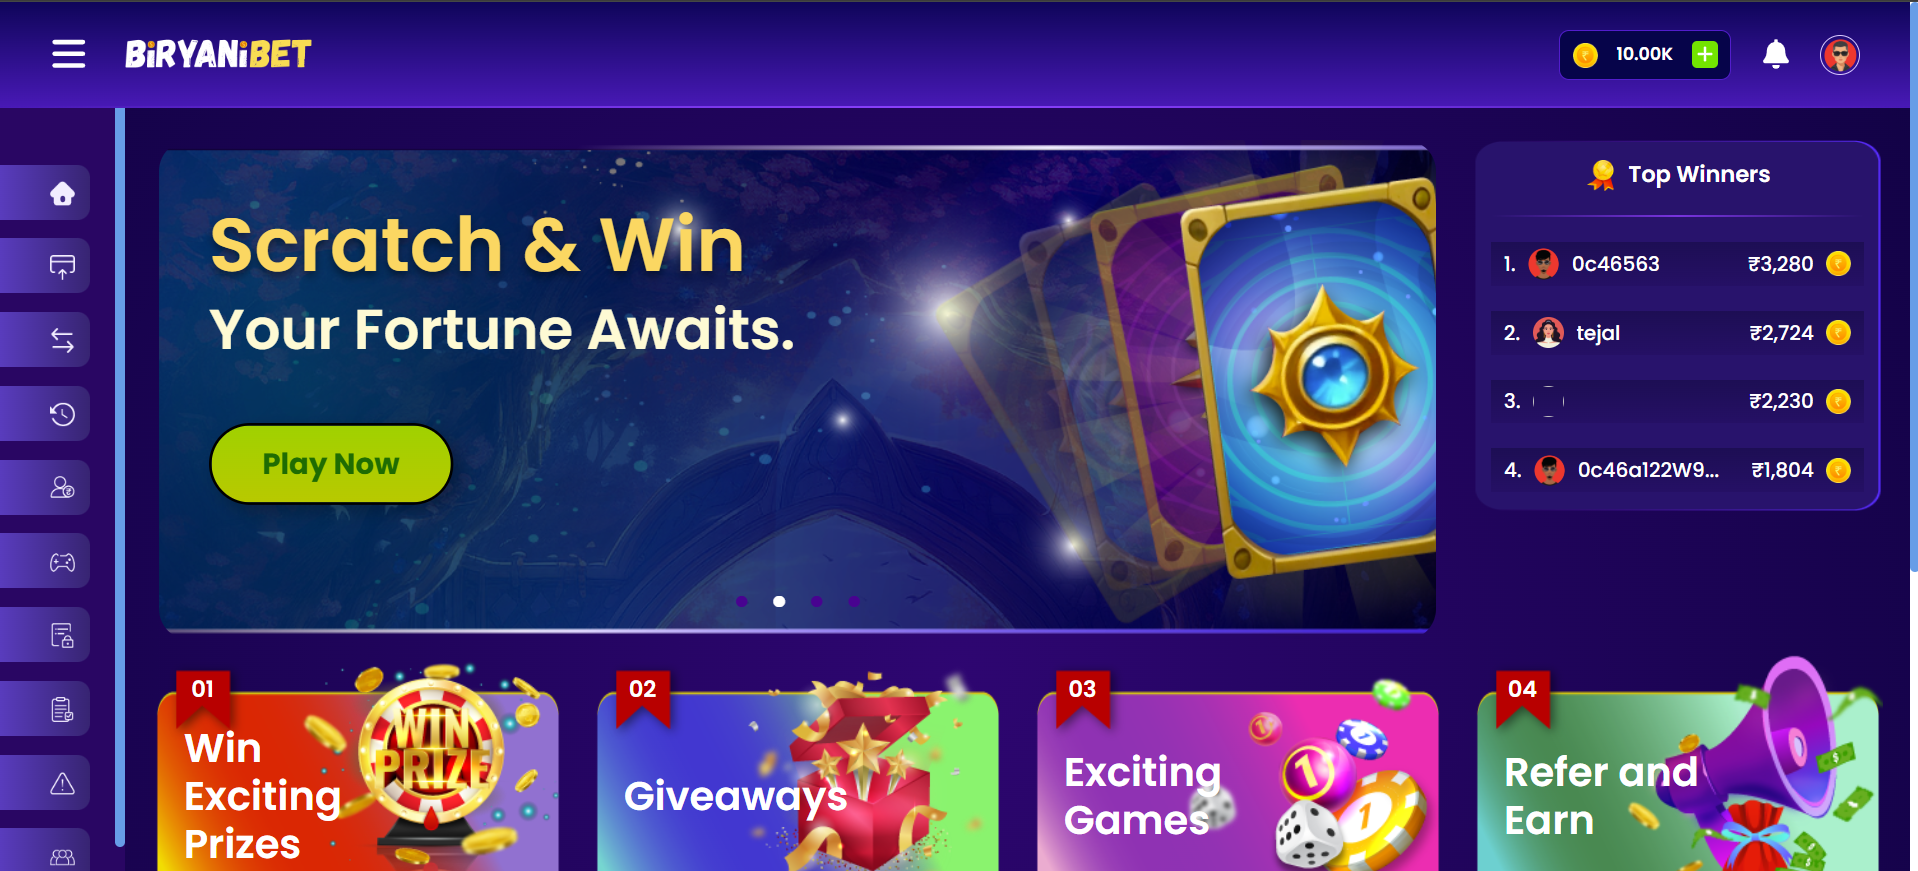 BiRYANiBET
10.00K
Scratch & Win
Your Fortune Awaits.
Play Now
Top Winners
1. 0c46563 ₹3,280
2. tejal ₹2,724
3. ₹2,230
4. 0c46a122W9... ₹1,804
01
WIN
PRIZE
Win
Exciting
Prizes
02
Giveaways
03
1
1
Exciting
Games
04
Refer and
Earn